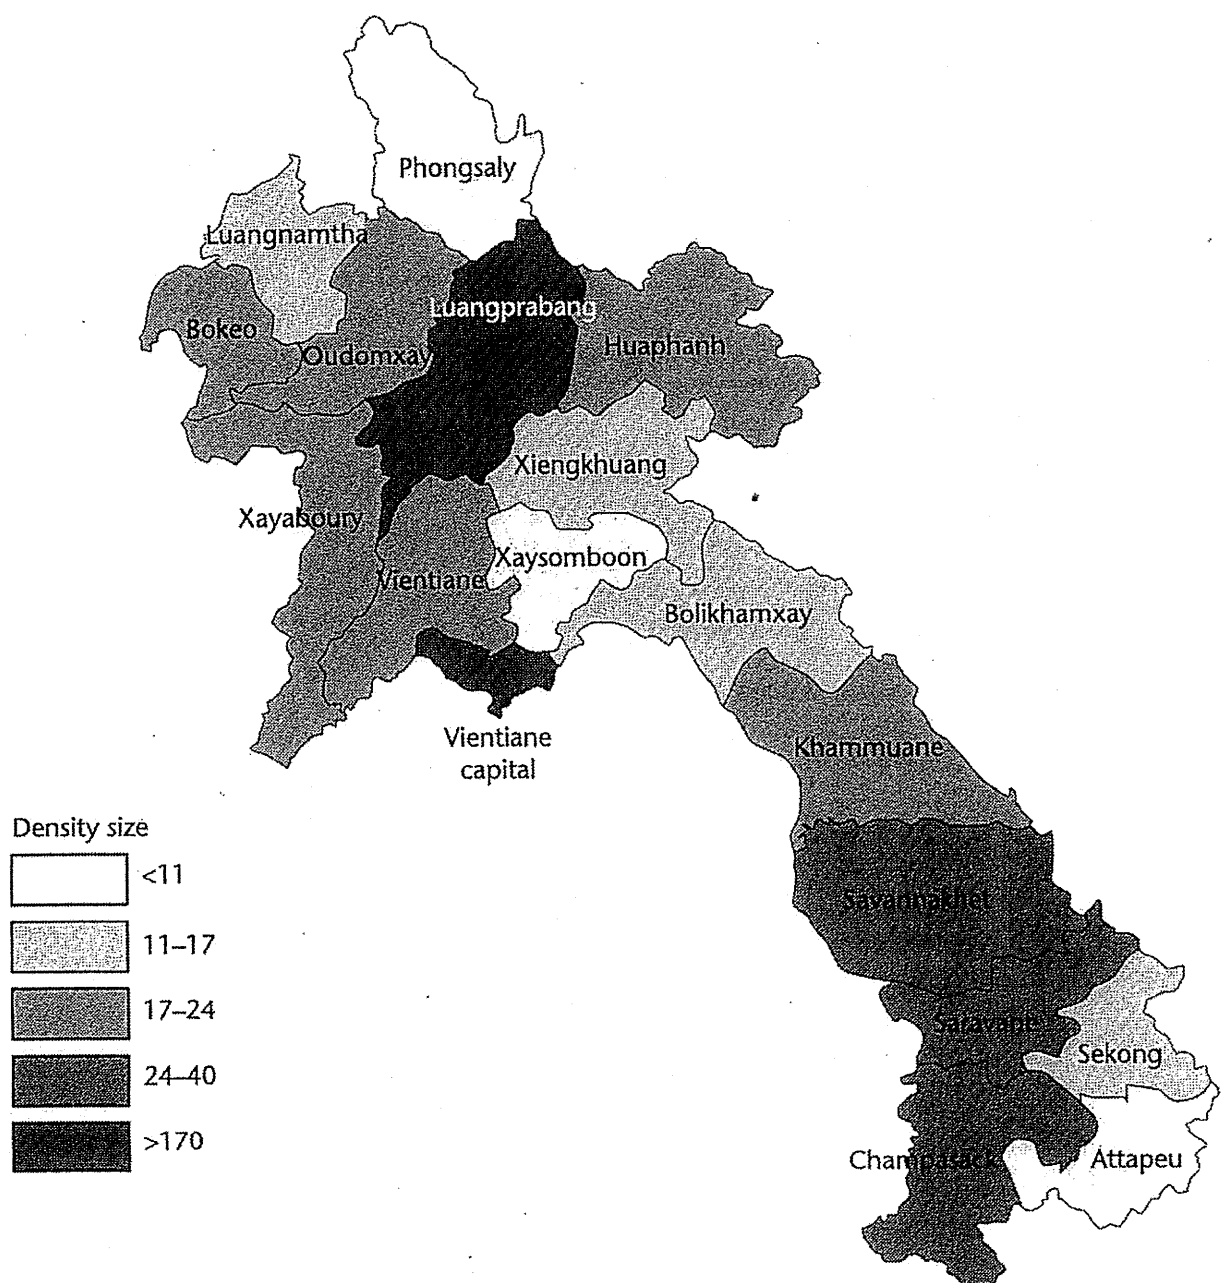 Phongsaly
Luangnamtha
Luangprabang
Bokeo
Oudomxay
Huaphanh
Xiengkhuang
Xayaboury
Xaysomboon
Vientiane
Bolikhamxay
Vientiane
capital
Khammuane
Density size
<11
11–17
17–24
24–40
>170
Savannakhet
Saravane
Sekong
Champasack
Attapeu